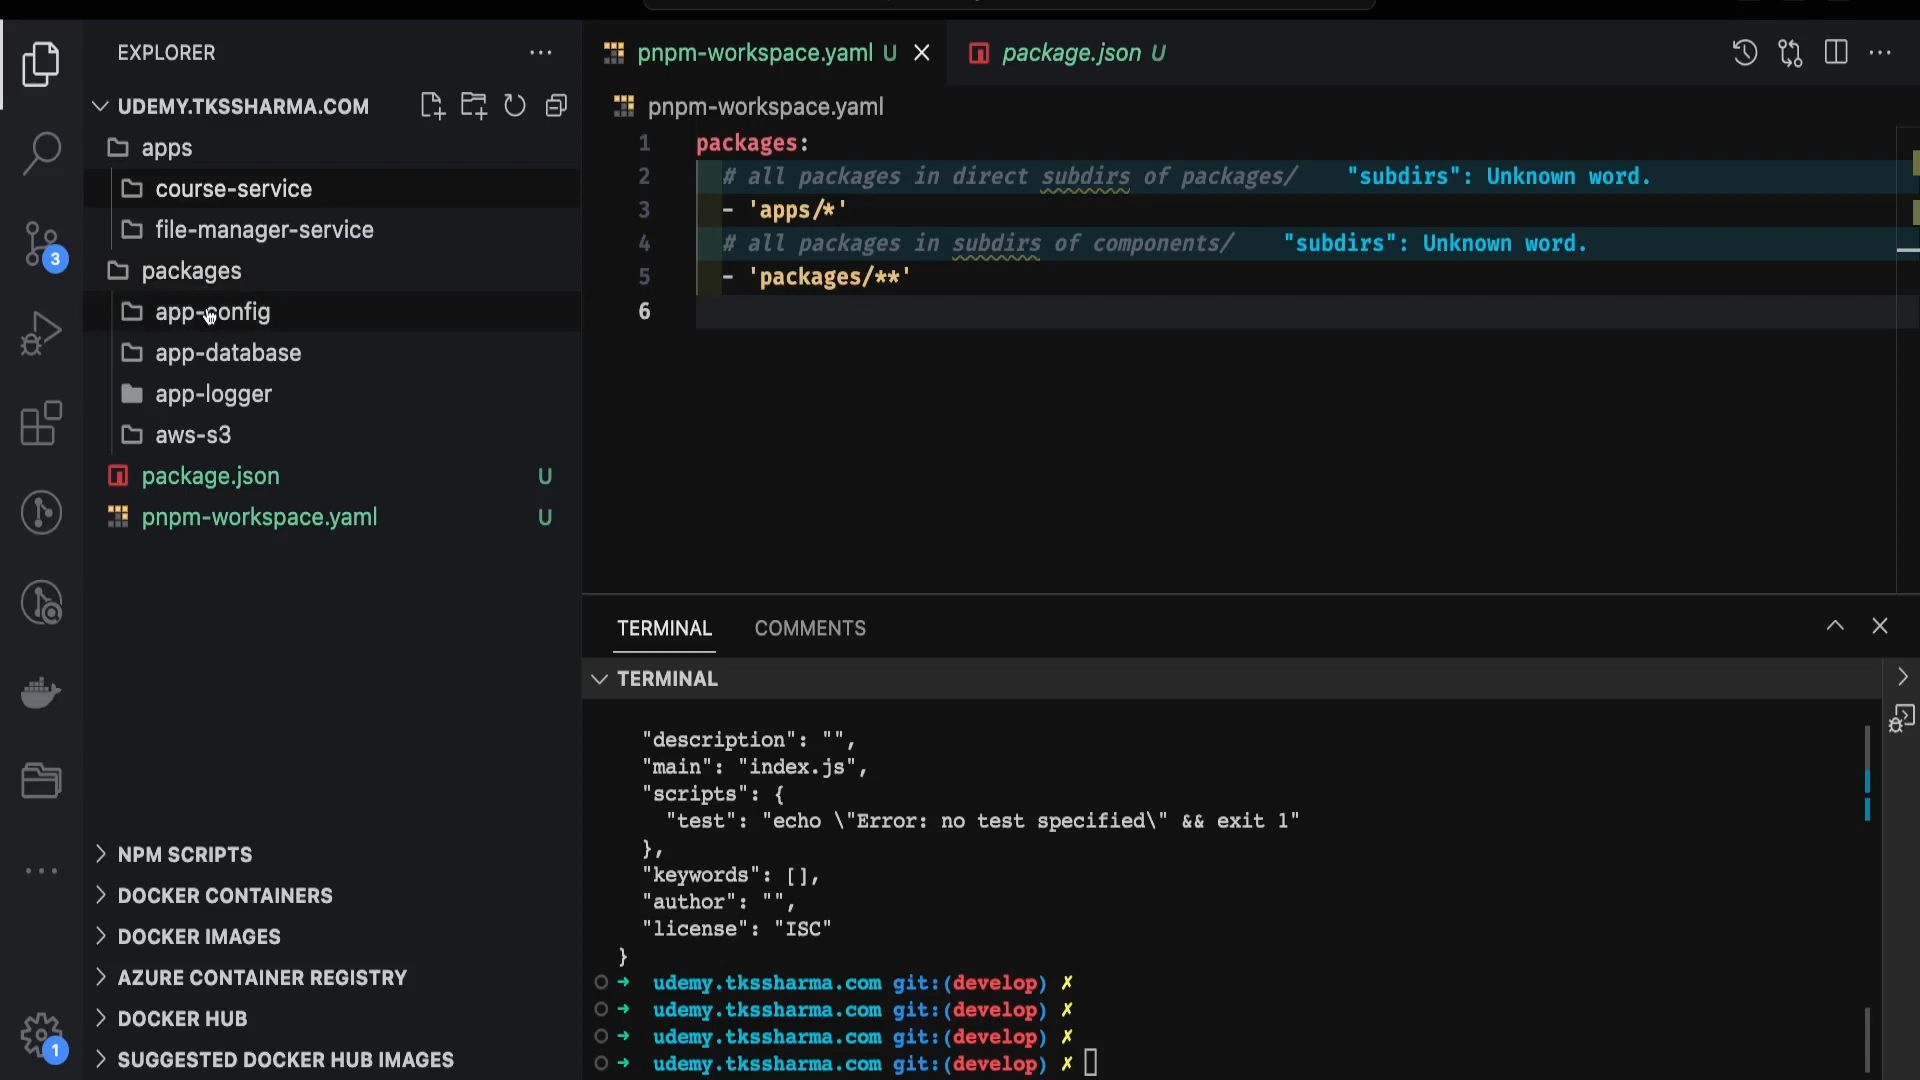 EXPLORER
UDEMY.TKSSHARMA.COM
apps
course-service
file-manager-service
packages
app-config
app-database
app-logger
aws-s3
package.json U
pnpm-workspace.yaml U
3
1
NPM SCRIPTS
DOCKER CONTAINERS
DOCKER IMAGES
AZURE CONTAINER REGISTRY
DOCKER HUB
SUGGESTED DOCKER HUB IMAGES
pnpm-workspace.yaml U
package.json U
pnpm-workspace.yaml
1 packages:
2 # all packages in direct subdirs of packages/ "subdirs": Unknown word.
3 - 'apps/*'
4 # all packages in subdirs of components/ "subdirs": Unknown word.
5 - 'packages/**'
6
TERMINAL COMMENTS
TERMINAL
"description": "",
"main": "index.js",
"scripts": {
"test": "echo \"Error: no test specified\" && exit 1"
},
"keywords": [],
"author": "",
"license": "ISC"
}
➜ udemy.tkssharma.com git:(develop) ✗
➜ udemy.tkssharma.com git:(develop) ✗
➜ udemy.tkssharma.com git:(develop) ✗
➜ udemy.tkssharma.com git:(develop) ✗